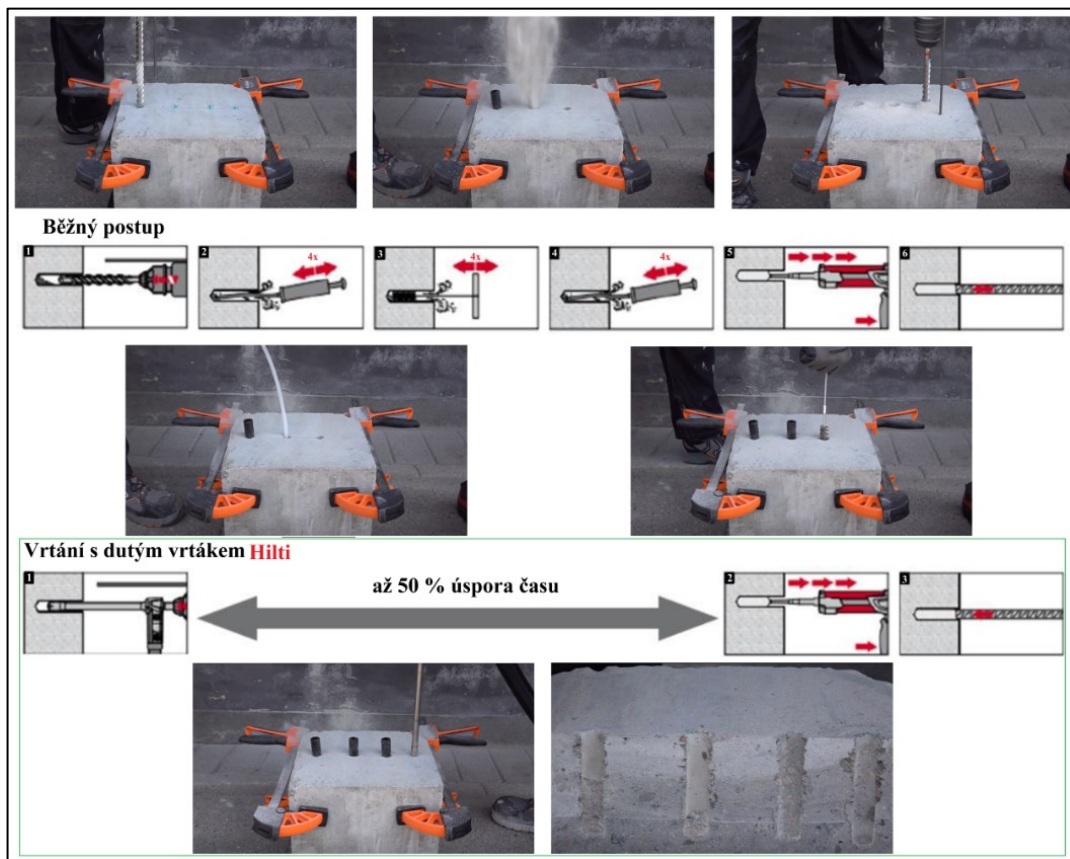 Běžný postup
1
2
3
4
5
6
4x
4x
4x
Vrtání s dutým vrtákem Hilti
1
2
3
až 50 % úspora času